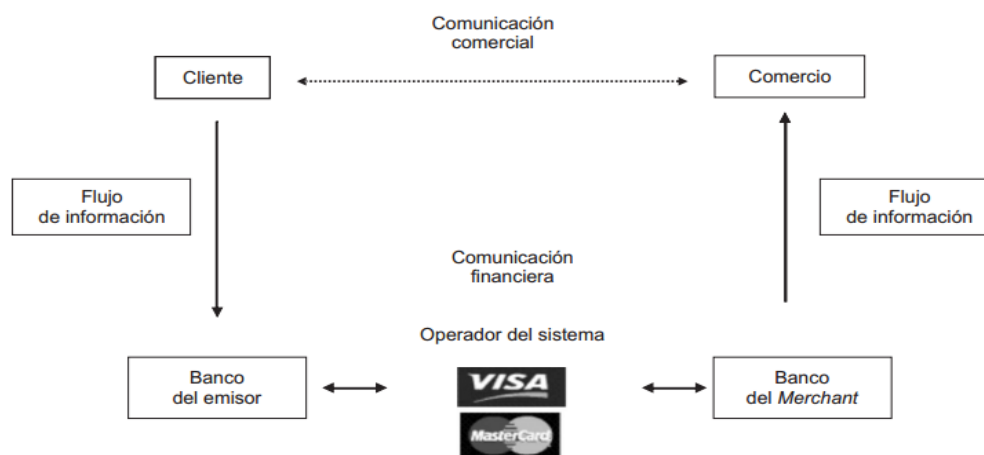 Comunicación
comercial
Cliente
Comercio
Flujo
de información
Flujo
de información
Comunicación
financiera
Operador del sistema
Banco
del emisor
VISA
MasterCard
Banco
del Merchant